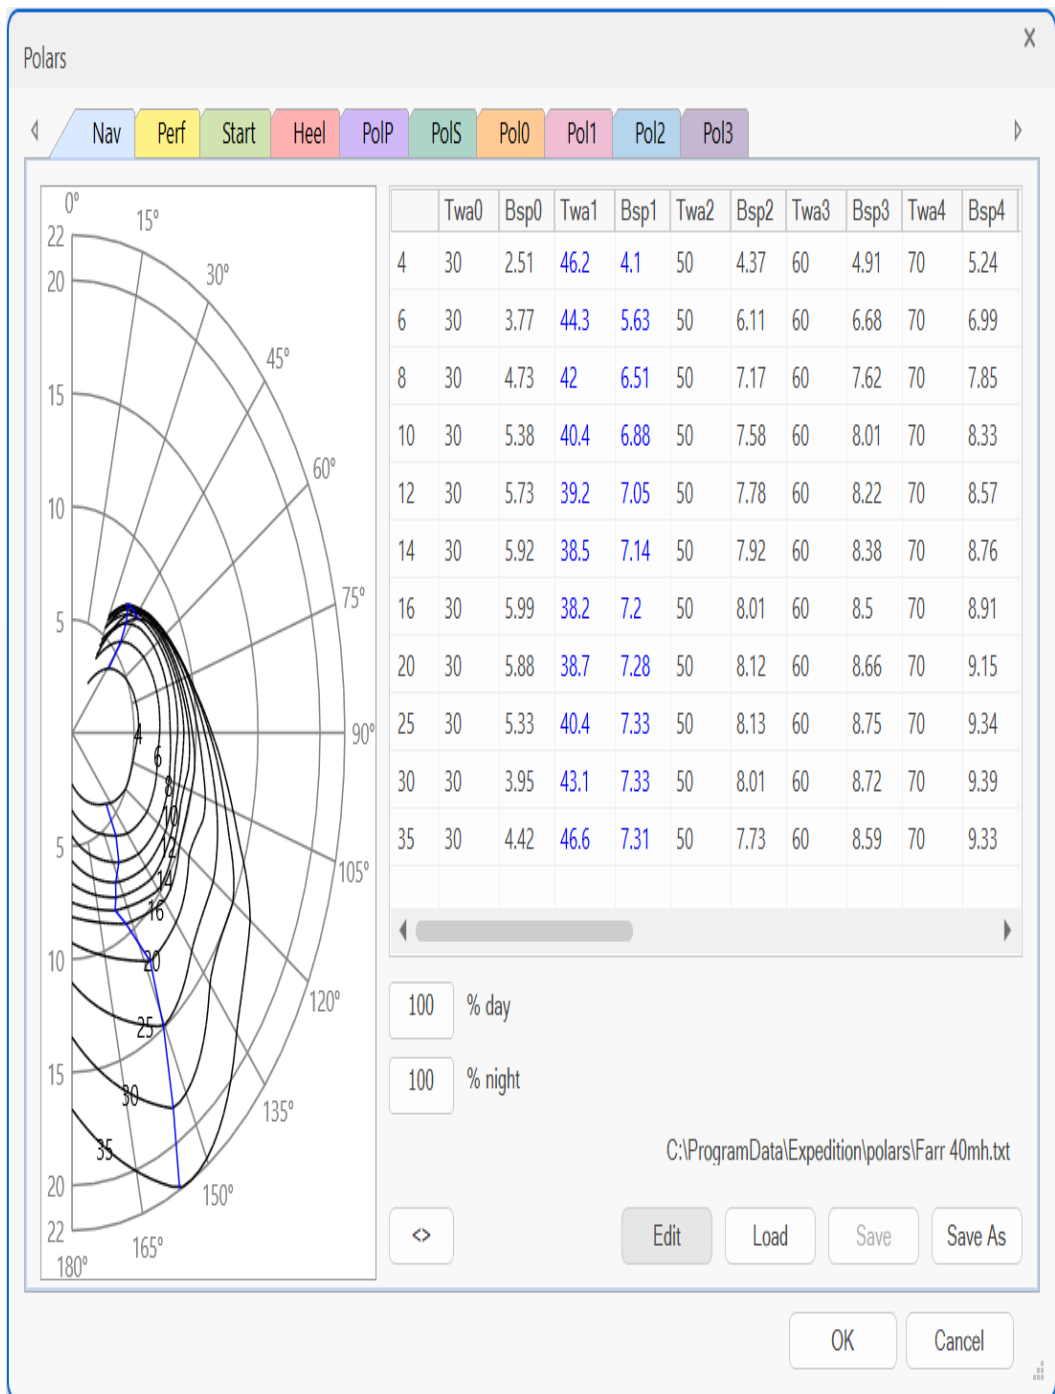 Polars
Nav Perf Start Heel PolP PolS Pol0 Pol1 Pol2 Pol3
0° 15° 30° 45° 60° 75° 90° 105° 120° 135° 150° 165° 180°
22
20
15
10
5
5
10
15
20
22
4
6
8
10
12
14
16
20
25
30
35
Twa0 Bsp0 Twa1 Bsp1 Twa2 Bsp2 Twa3 Bsp3 Twa4 Bsp4
4 30 2.51 46.2 4.1 50 4.37 60 4.91 70 5.24
6 30 3.77 44.3 5.63 50 6.11 60 6.68 70 6.99
8 30 4.73 42 6.51 50 7.17 60 7.62 70 7.85
10 30 5.38 40.4 6.88 50 7.58 60 8.01 70 8.33
12 30 5.73 39.2 7.05 50 7.78 60 8.22 70 8.57
14 30 5.92 38.5 7.14 50 7.92 60 8.38 70 8.76
16 30 5.99 38.2 7.2 50 8.01 60 8.5 70 8.91
20 30 5.88 38.7 7.28 50 8.12 60 8.66 70 9.15
25 30 5.33 40.4 7.33 50 8.13 60 8.75 70 9.34
30 30 3.95 43.1 7.33 50 8.01 60 8.72 70 9.39
35 30 4.42 46.6 7.31 50 7.73 60 8.59 70 9.33
100 % day
100 % night
C:\ProgramData\Expedition\polars\Farr 40mh.txt
<> Edit Load Save Save As
OK Cancel